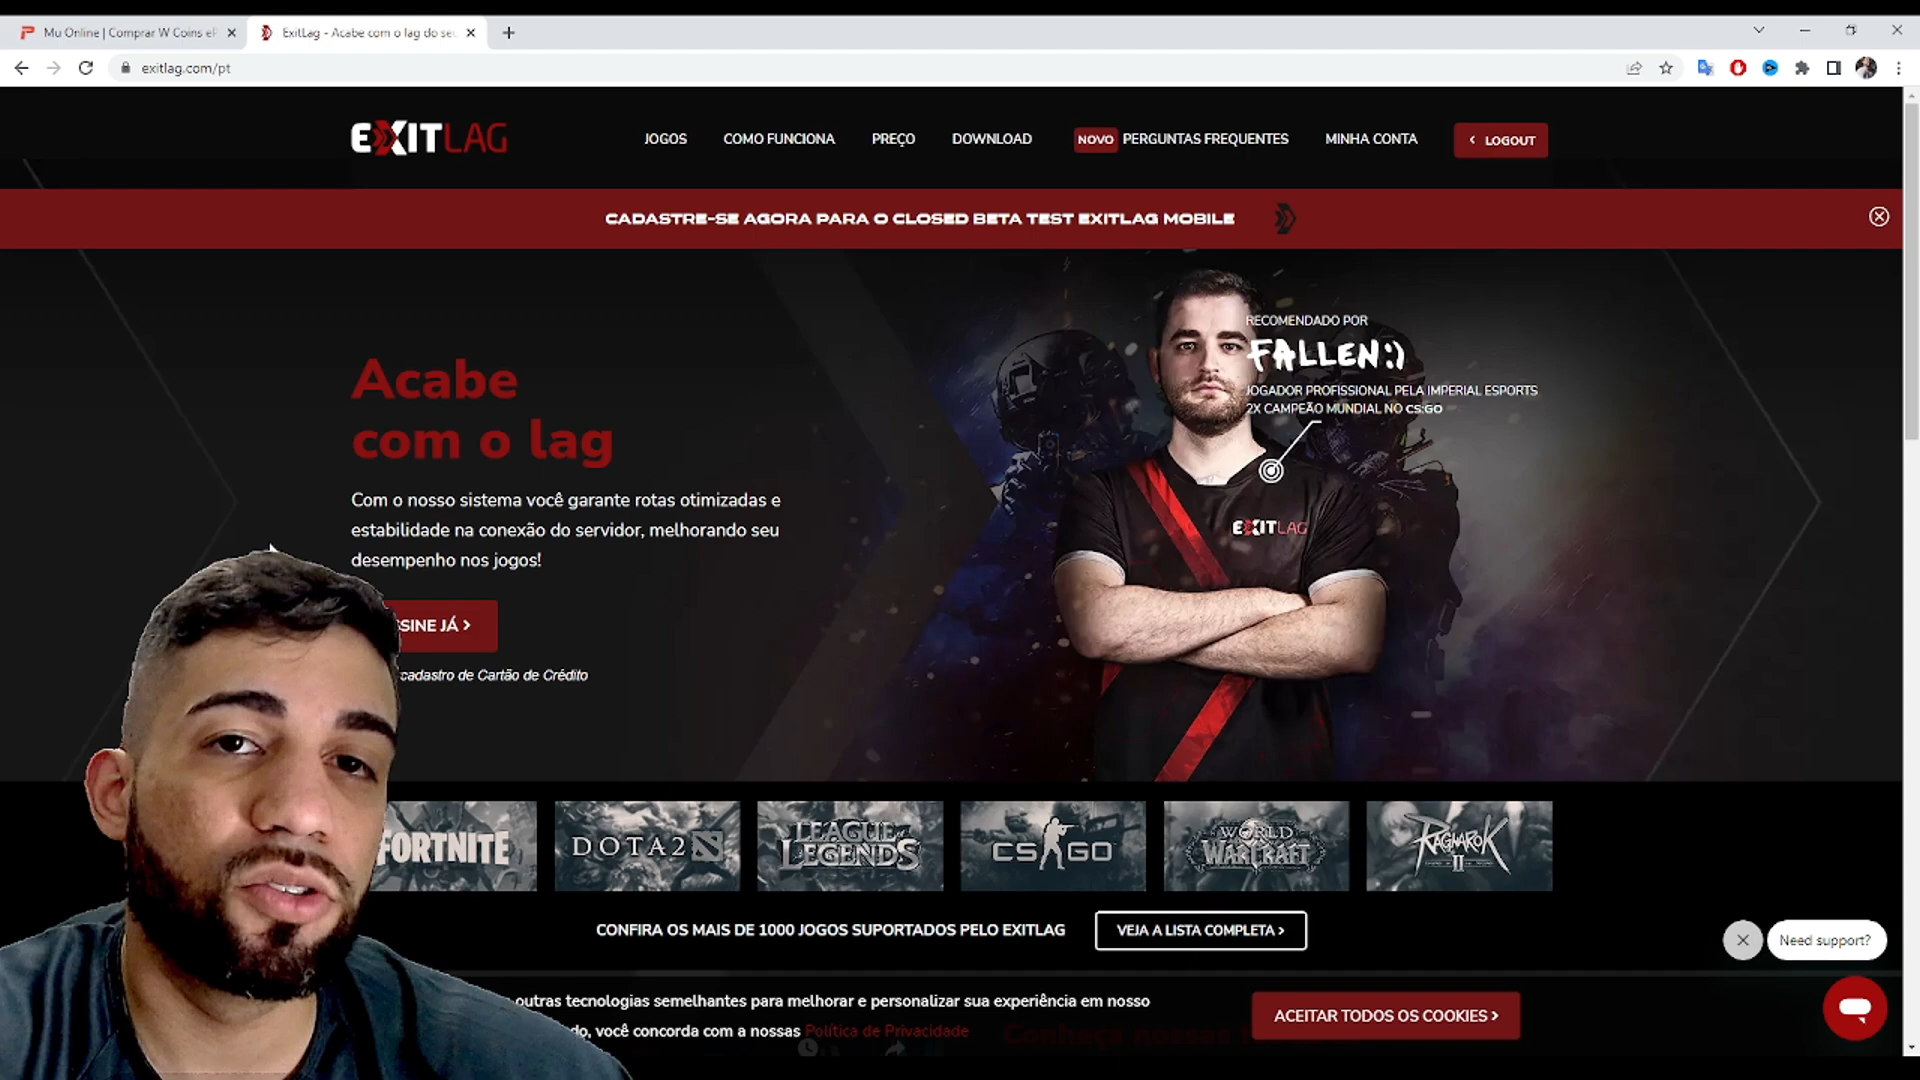 Mu Online | Comprar W Coins eP
ExitLag - Acabe com o lag do seu
exitlag.com/pt
EXITLAG
JOGOS
COMO FUNCIONA
PREÇO
DOWNLOAD
NOVO PERGUNTAS FREQUENTES
MINHA CONTA
LOGOUT
CADASTRE-SE AGORA PARA O CLOSED BETA TEST EXITLAG MOBILE
RECOMENDADO POR
FALLEN:)
JOGADOR PROFISSIONAL PELA IMPERIAL ESPORTS
2X CAMPEÃO MUNDIAL NO CS:GO
Acabe
com o lag
Com o nosso sistema você garante rotas otimizadas e
estabilidade na conexão do servidor, melhorando seu
desempenho nos jogos!
EXITLAG
SINE JÁ >
cadastro de Cartão de Crédito
FORTNITE
DOTA 2
LEAGUE OF LEGENDS
CS GO
WORLD OF WARCRAFT
RAGNAROK II
CONFIRA OS MAIS DE 1000 JOGOS SUPORTADOS PELO EXITLAG
VEJA A LISTA COMPLETA >
Need support?
outras tecnologias semelhantes para melhorar e personalizar sua experiência em nosso
do, você concorda com a nossas Política de Privacidade
ACEITAR TODOS OS COOKIES >